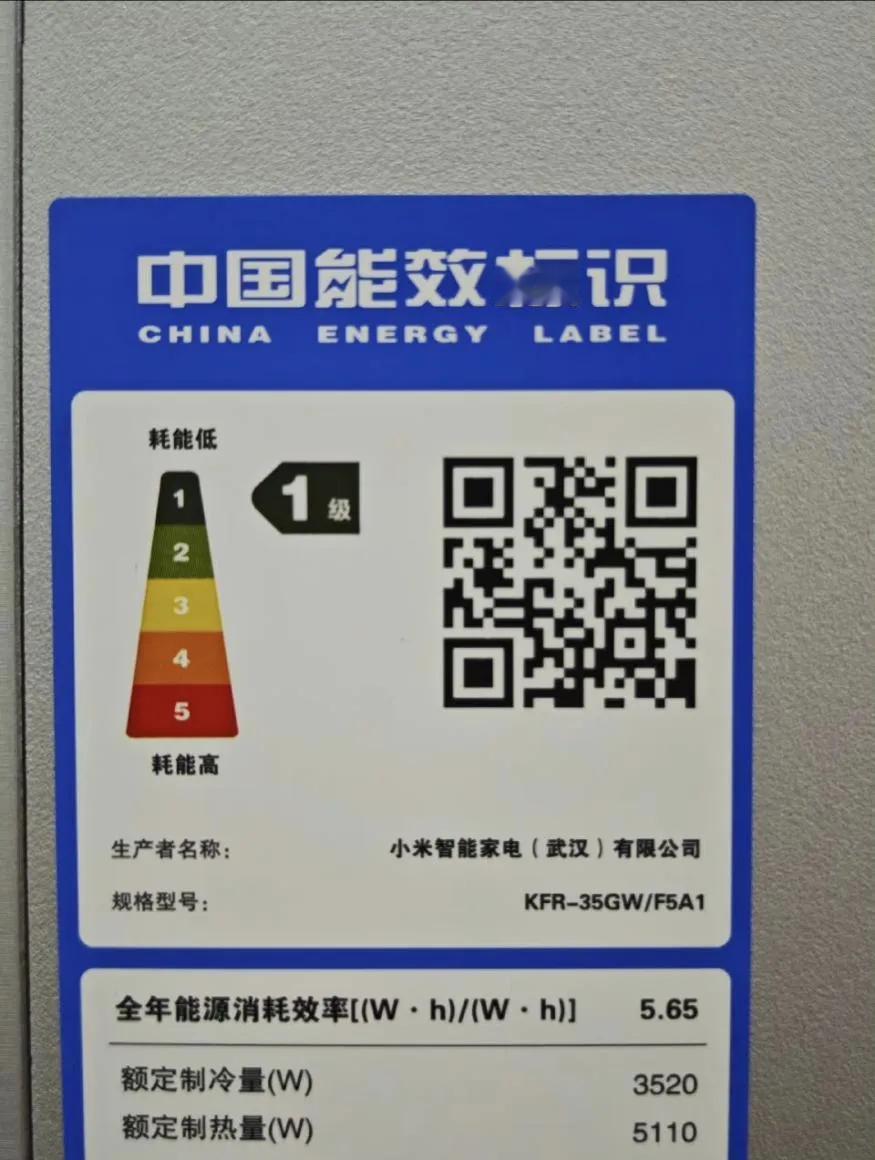 中国能效标识
CHINA ENERGY LABEL
耗能低
1
1级
2
3
4
5
耗能高
生产者名称：
小米智能家电（武汉）有限公司
规格型号：
KFR-35GW/F5A1
全年能源消耗效率[(W·h)/(W·h)] 5.65
额定制冷量(W) 3520
额定制热量(W) 5110